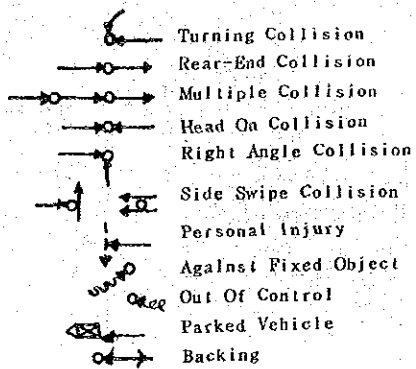 Turning Collision
Rear-End Collision
Multiple Collision
Head On Collision
Right Angle Collision
Side Swipe Collision
Personal Injury
Against Fixed Object
Out Of Control
Parked Vehicle
Backing